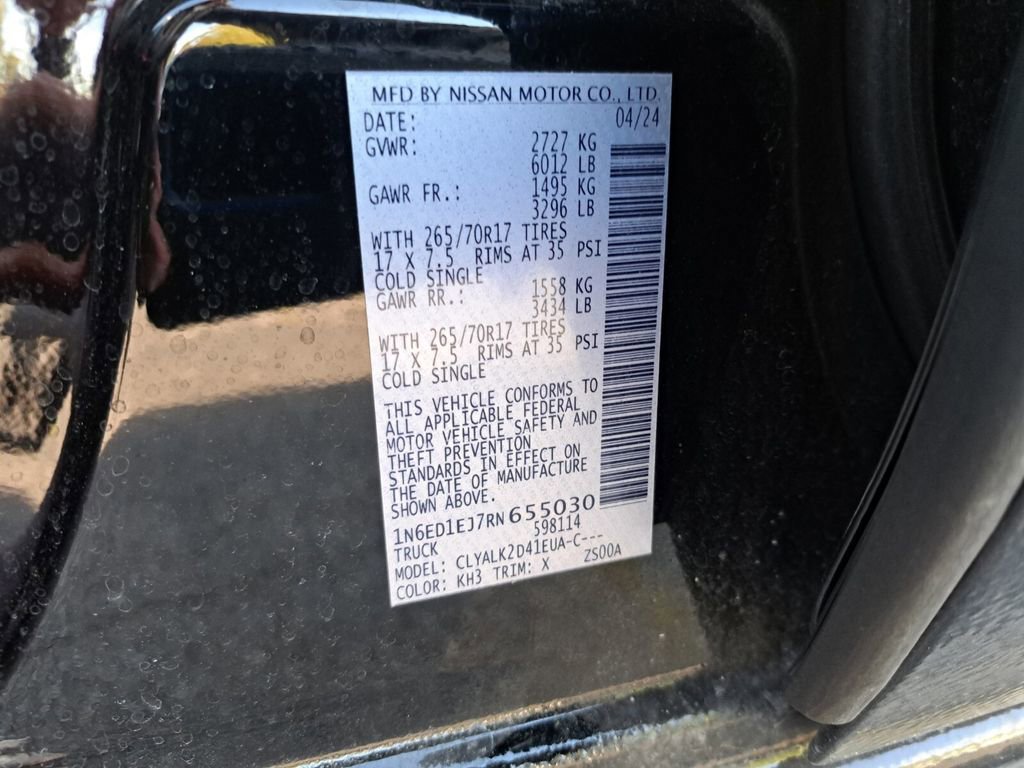 MFD BY NISSAN MOTOR CO., LTD.
DATE: 04/24
GVWR: 2727 KG
6012 LB
GAWR FR.: 1495 KG
3296 LB
WITH 265/70R17 TIRES
17 X 7.5 RIMS AT 35 PSI
COLD SINGLE
GAWR RR.: 1558 KG
3434 LB
WITH 265/70R17 TIRES
17 X 7.5 RIMS AT 35 PSI
COLD SINGLE
THIS VEHICLE CONFORMS TO
ALL APPLICABLE FEDERAL
MOTOR VEHICLE SAFETY AND
THEFT PREVENTION
STANDARDS IN EFFECT ON
THE DATE OF MANUFACTURE
SHOWN ABOVE.
1N6ED1EJ7RN655030
TRUCK 598114
MODEL: CLYALK2D41EUA-C---
COLOR: KH3 TRIM: X ZS00A